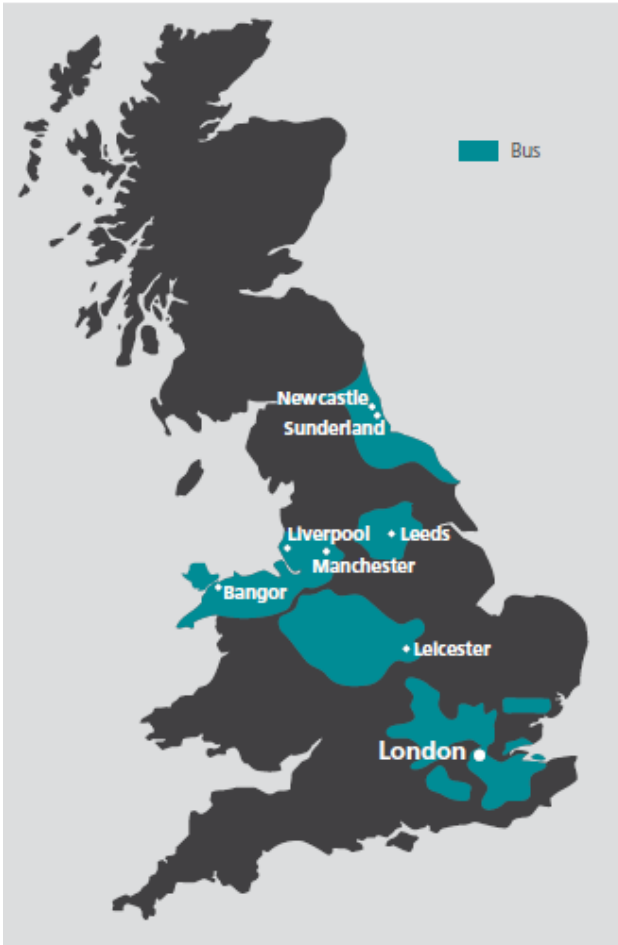 Bus
Newcastle
Sunderland
Liverpool
Leeds
Manchester
Bangor
Leicester
London